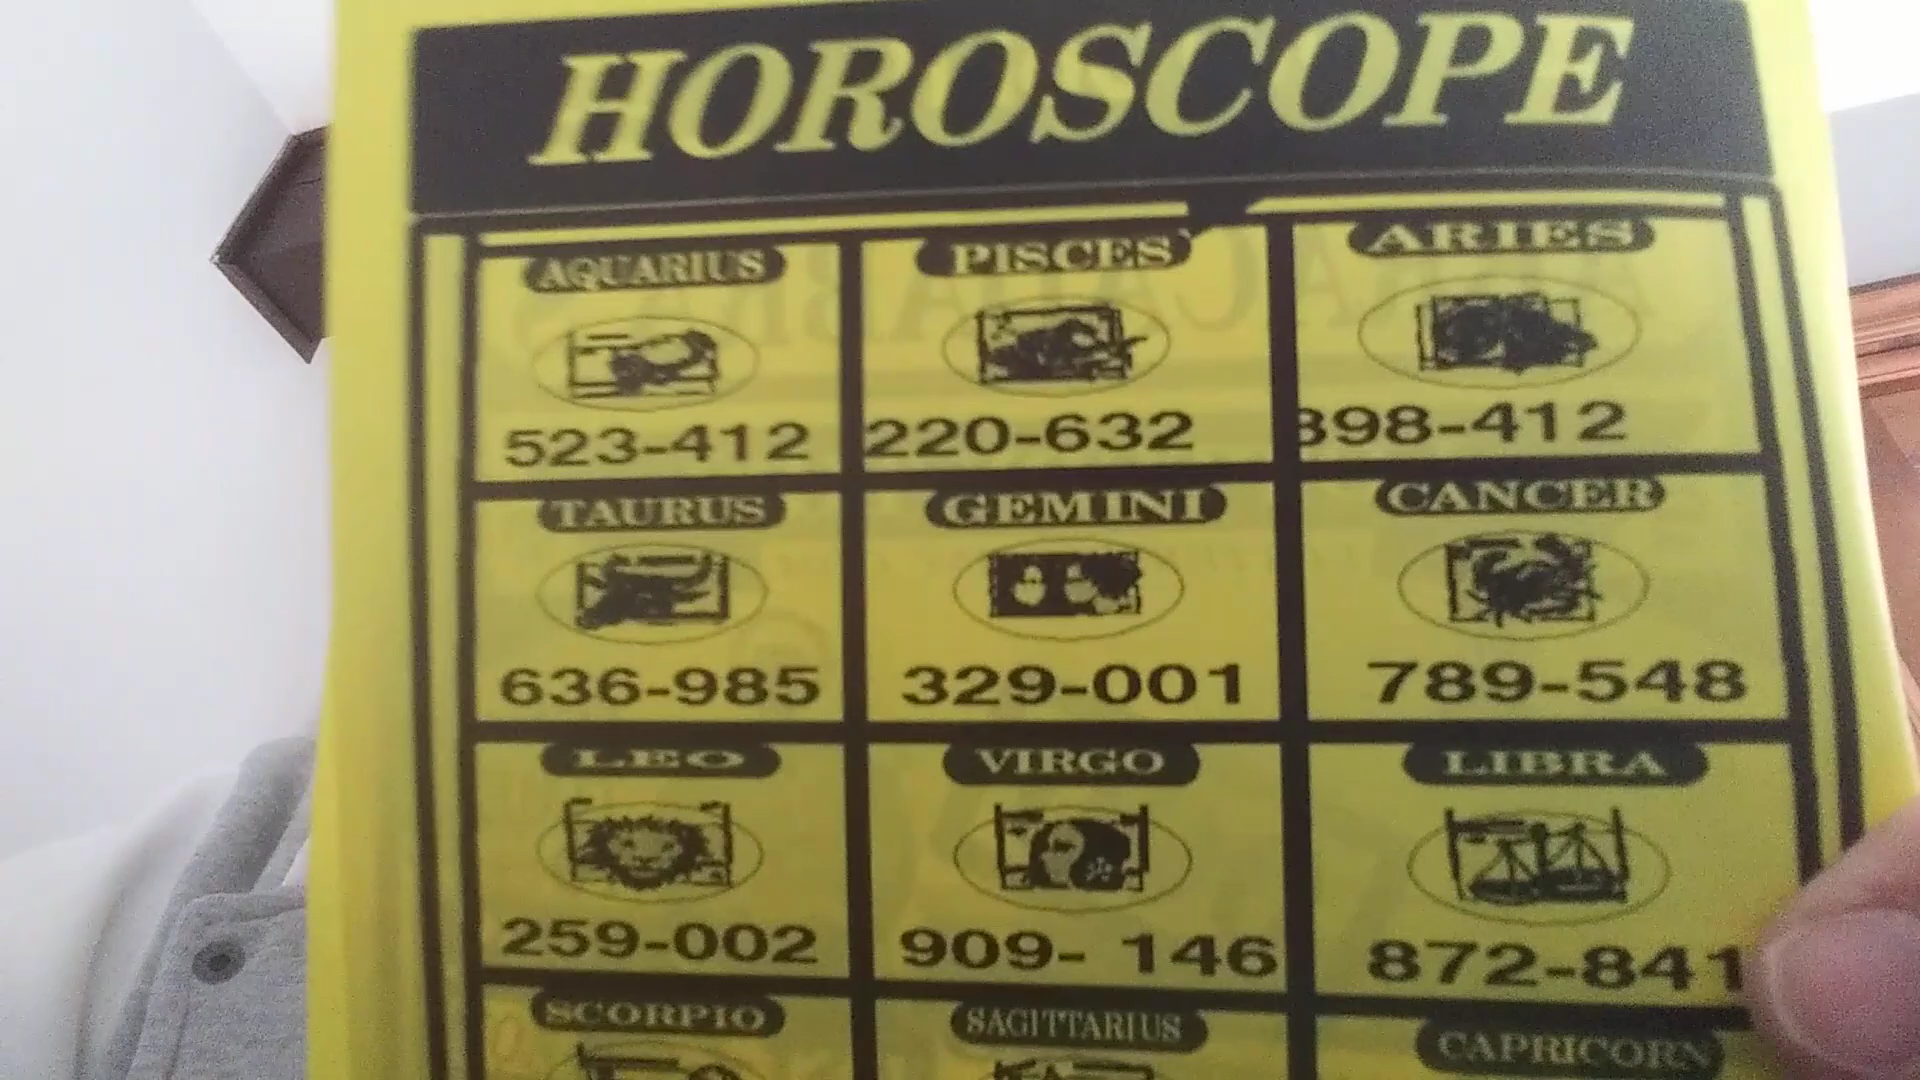 HOROSCOPE
AQUARIUS PISCES ARIES
523-412 220-632 898-412
TAURUS GEMINI CANCER
636-985 329-001 789-548
LEO VIRGO LIBRA
259-002 909- 146 872-841
SCORPIO SAGITTARIUS CAPRICORN